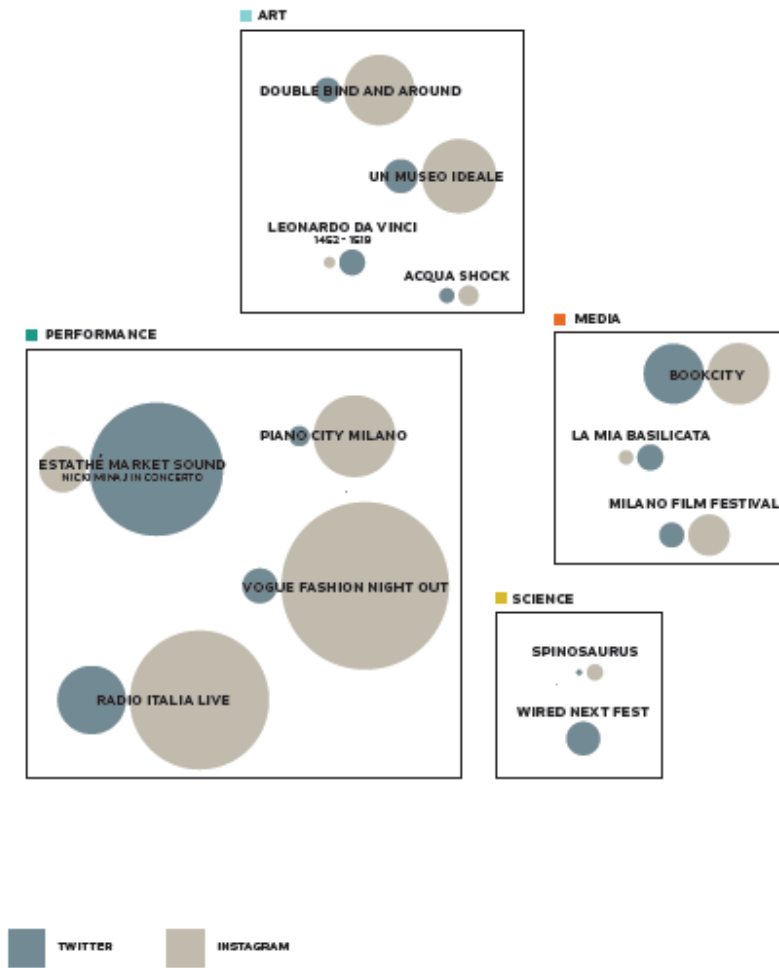 ART
DOUBLE BIND AND AROUND
UN MUSEO IDEALE
LEONARDO DA VINCI
1452 - 1519
ACQUA SHOCK
PERFORMANCE
ESTATHÉ MARKET SOUND
NICKI MINAJ IN CONCERTO
PIANO CITY MILANO
VOGUE FASHION NIGHT OUT
RADIO ITALIA LIVE
MEDIA
BOOKCITY
LA MIA BASILICATA
MILANO FILM FESTIVAL
SCIENCE
SPINOSAURUS
WIRED NEXT FEST
TWITTER
INSTAGRAM